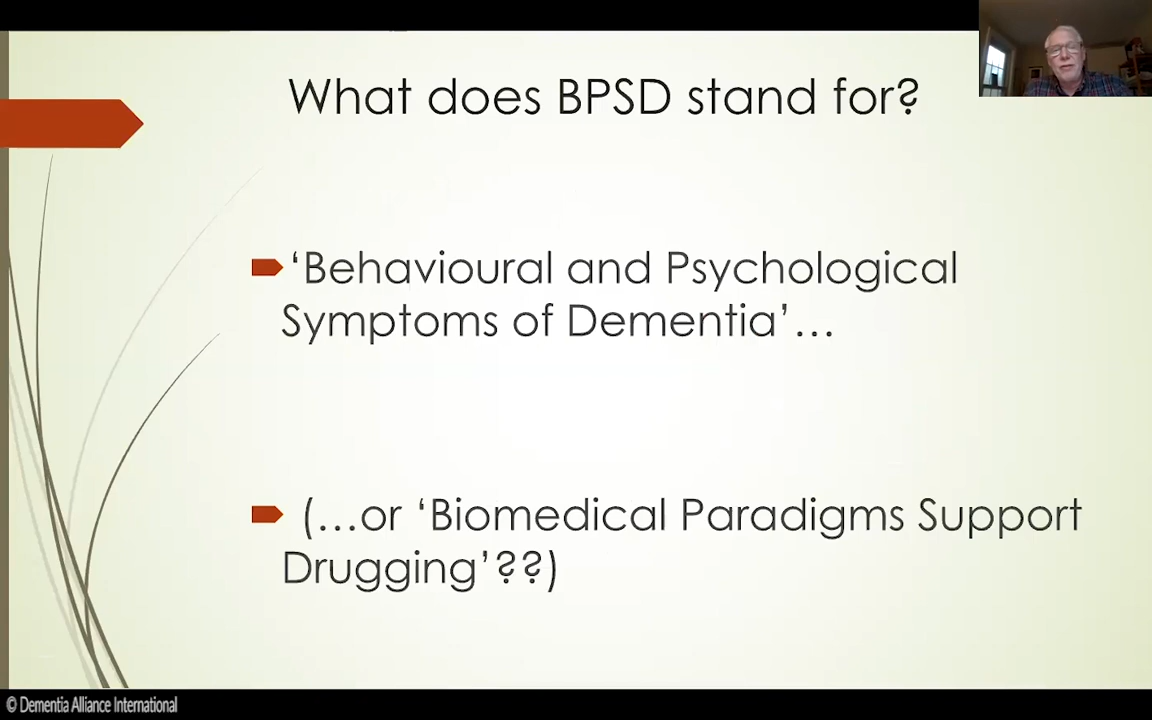 What does BPSD stand for?
‘Behavioural and Psychological
Symptoms of Dementia’…
(…or ‘Biomedical Paradigms Support
Drugging’??)
© Dementia Alliance International